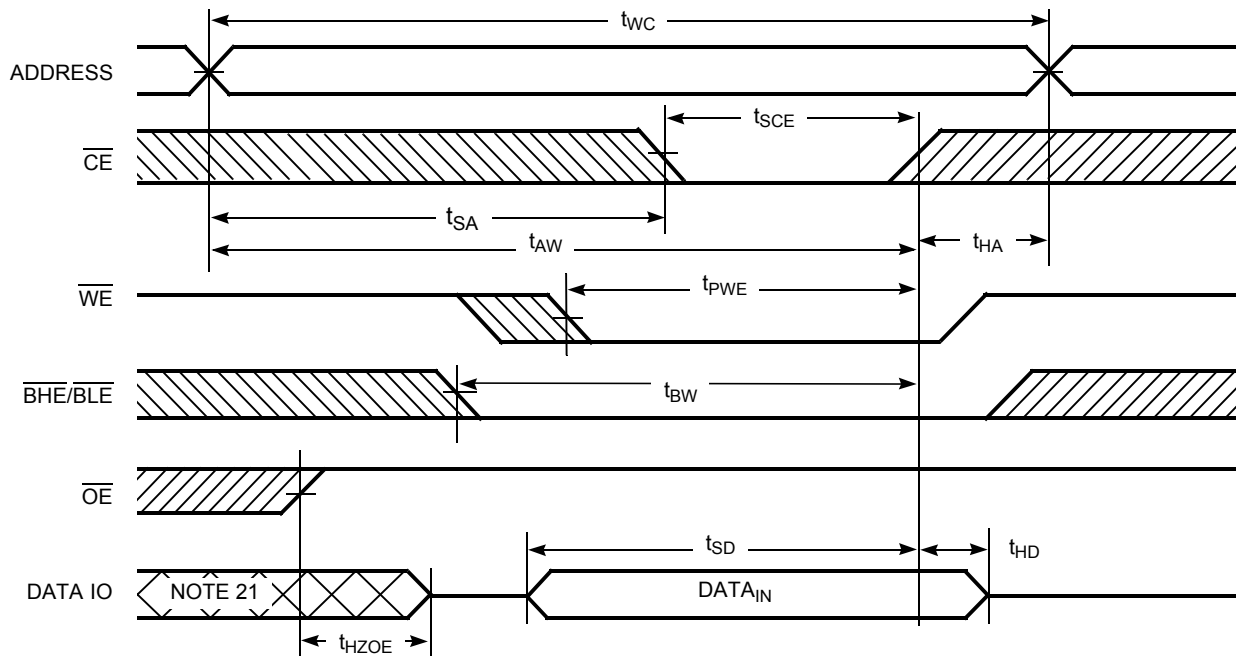 tWC
ADDRESS
tSCE
CE
tSA
tAW
tHA
WE
tPWE
BHE/BLE
tBW
OE
tSD
tHD
DATA IO
NOTE 21
DATAIN
tHZOE